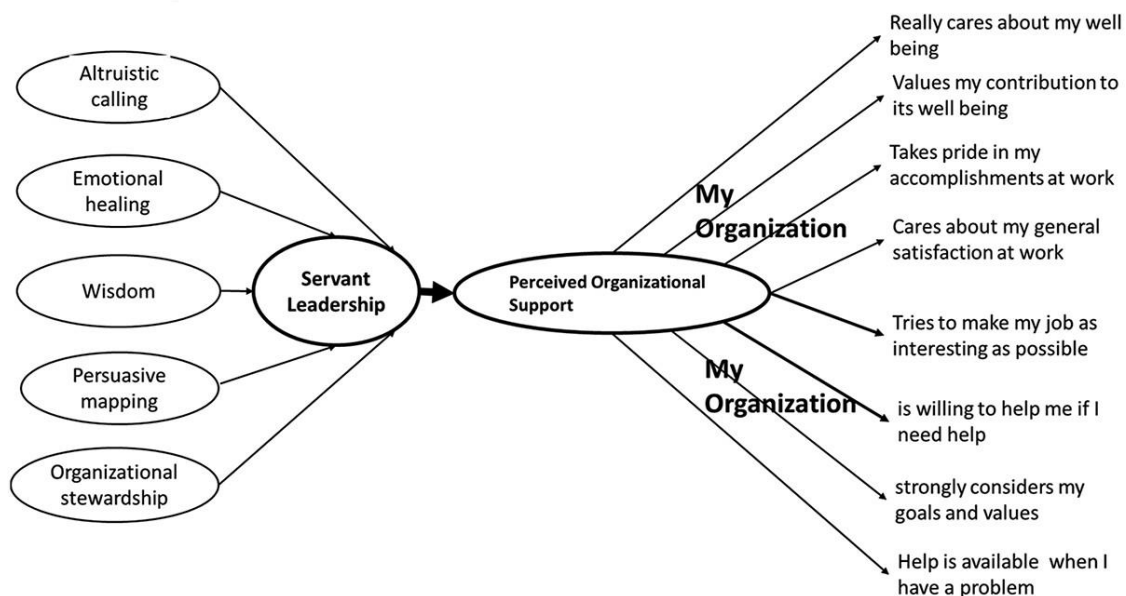 Altruistic
calling
Emotional
healing
Wisdom
Persuasive
mapping
Organizational
stewardship
Servant
Leadership
Perceived Organizational
Support
My
Organization
My
Organization
Really cares about my well
being
Values my contribution to
its well being
Takes pride in my
accomplishments at work
Cares about my general
satisfaction at work
Tries to make my job as
interesting as possible
is willing to help me if I
need help
strongly considers my
goals and values
Help is available when I
have a problem